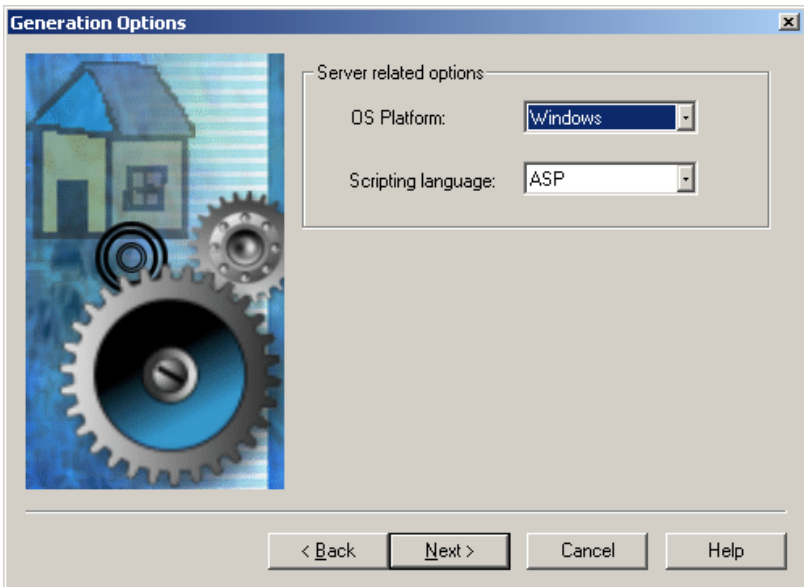 Generation Options
Server related options
OS Platform: Windows
Scripting language: ASP
< Back Next > Cancel Help